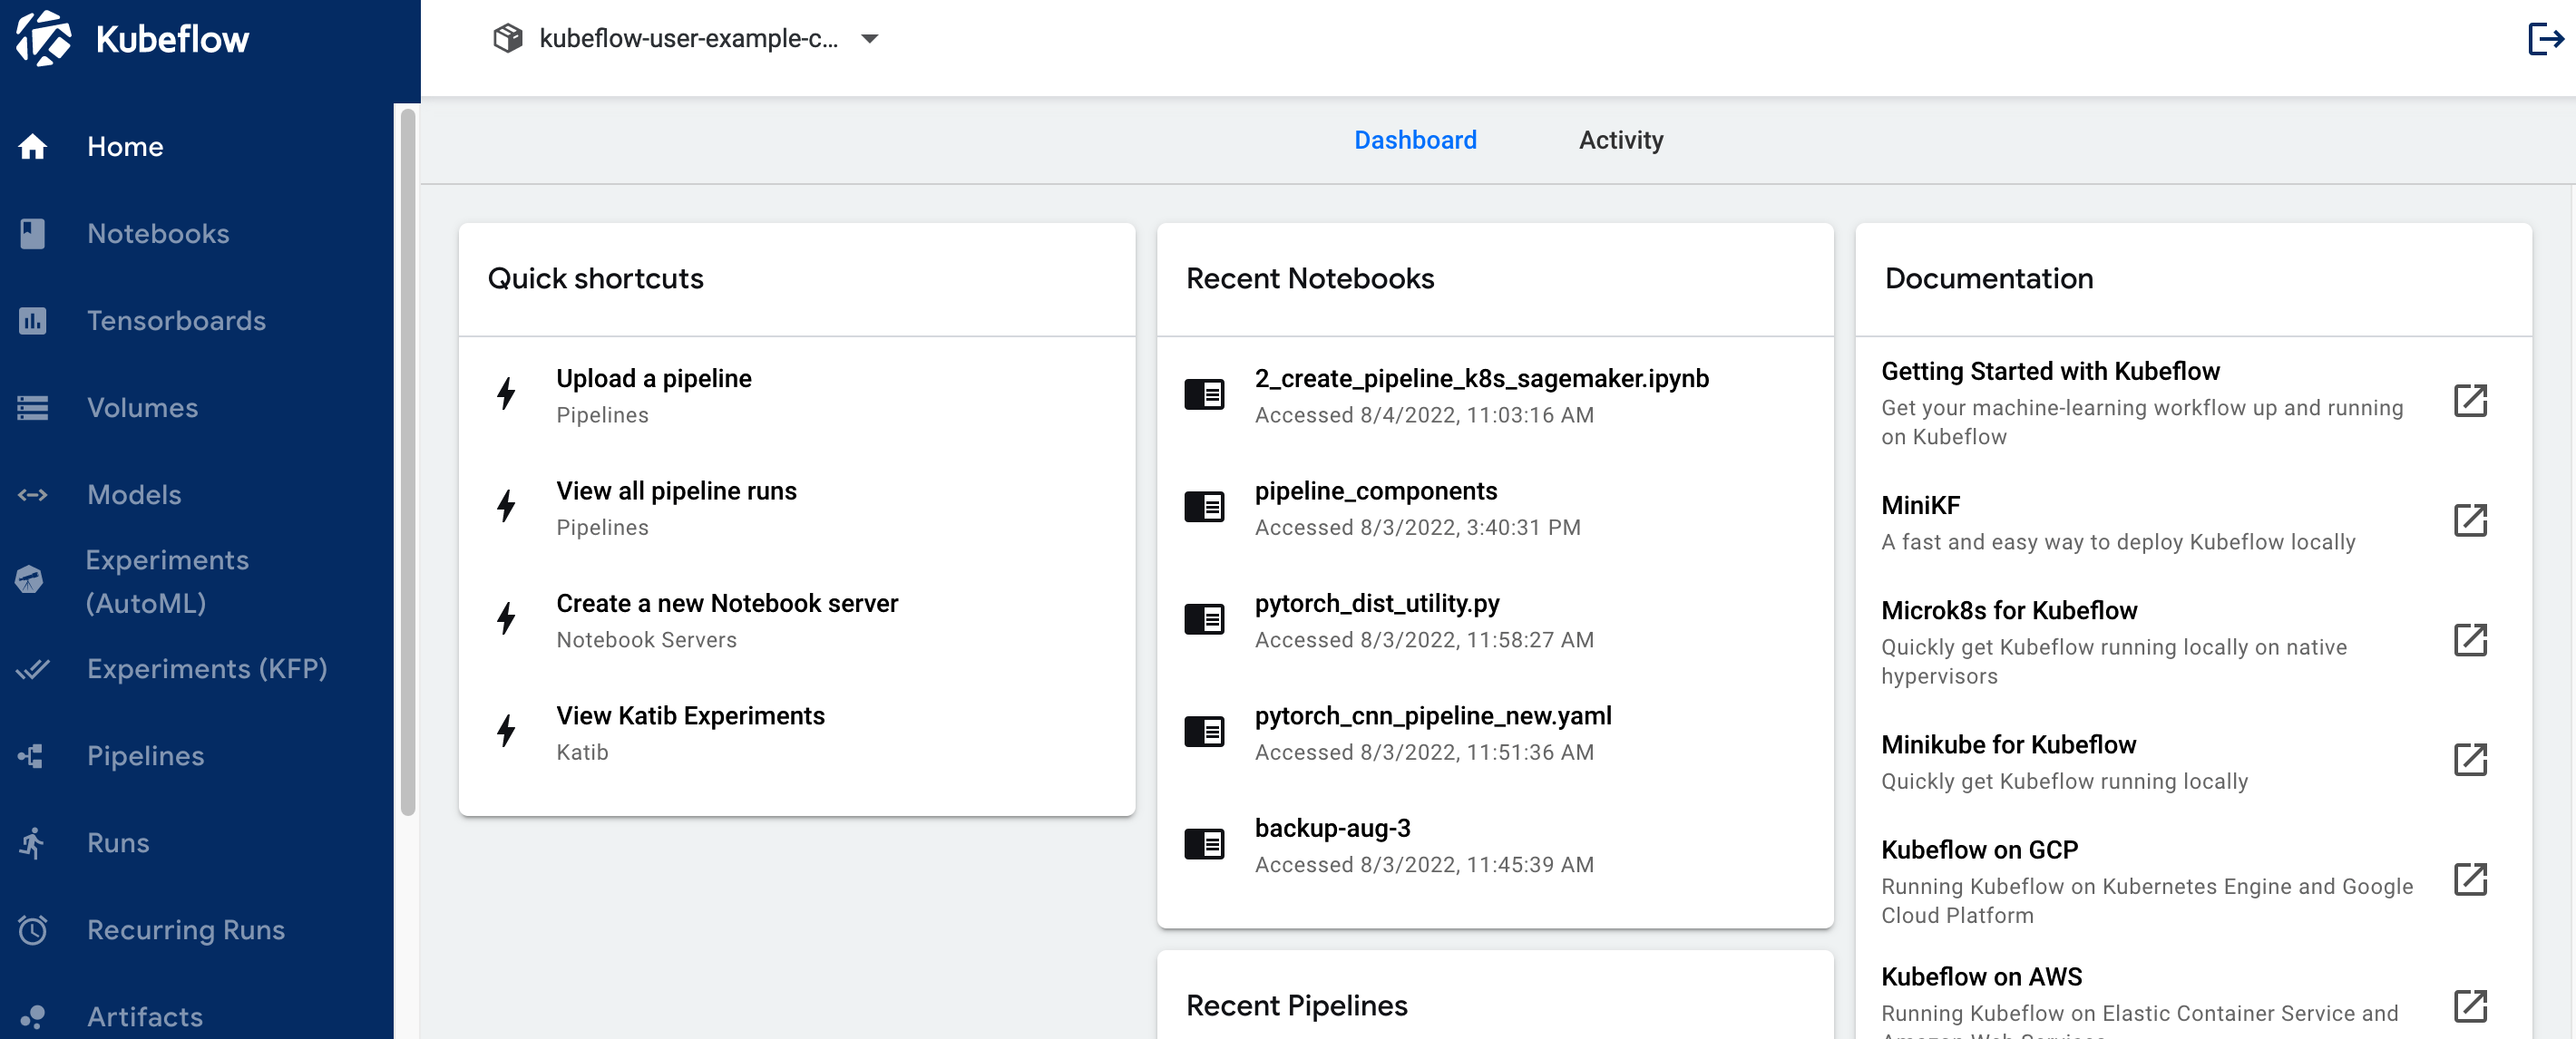 Kubeflow
kubeflow-user-example-c...
Home
Notebooks
Tensorboards
Volumes
Models
Experiments
(AutoML)
Experiments (KFP)
Pipelines
Runs
Recurring Runs
Artifacts
Dashboard
Activity
Quick shortcuts
Upload a pipeline
Pipelines
View all pipeline runs
Pipelines
Create a new Notebook server
Notebook Servers
View Katib Experiments
Katib
Recent Notebooks
2_create_pipeline_k8s_sagemaker.ipynb
Accessed 8/4/2022, 11:03:16 AM
pipeline_components
Accessed 8/3/2022, 3:40:31 PM
pytorch_dist_utility.py
Accessed 8/3/2022, 11:58:27 AM
pytorch_cnn_pipeline_new.yaml
Accessed 8/3/2022, 11:51:36 AM
backup-aug-3
Accessed 8/3/2022, 11:45:39 AM
Recent Pipelines
Documentation
Getting Started with Kubeflow
Get your machine-learning workflow up and running
on Kubeflow
MiniKF
A fast and easy way to deploy Kubeflow locally
Microk8s for Kubeflow
Quickly get Kubeflow running locally on native
hypervisors
Minikube for Kubeflow
Quickly get Kubeflow running locally
Kubeflow on GCP
Running Kubeflow on Kubernetes Engine and Google
Cloud Platform
Kubeflow on AWS
Running Kubeflow on Elastic Container Service and